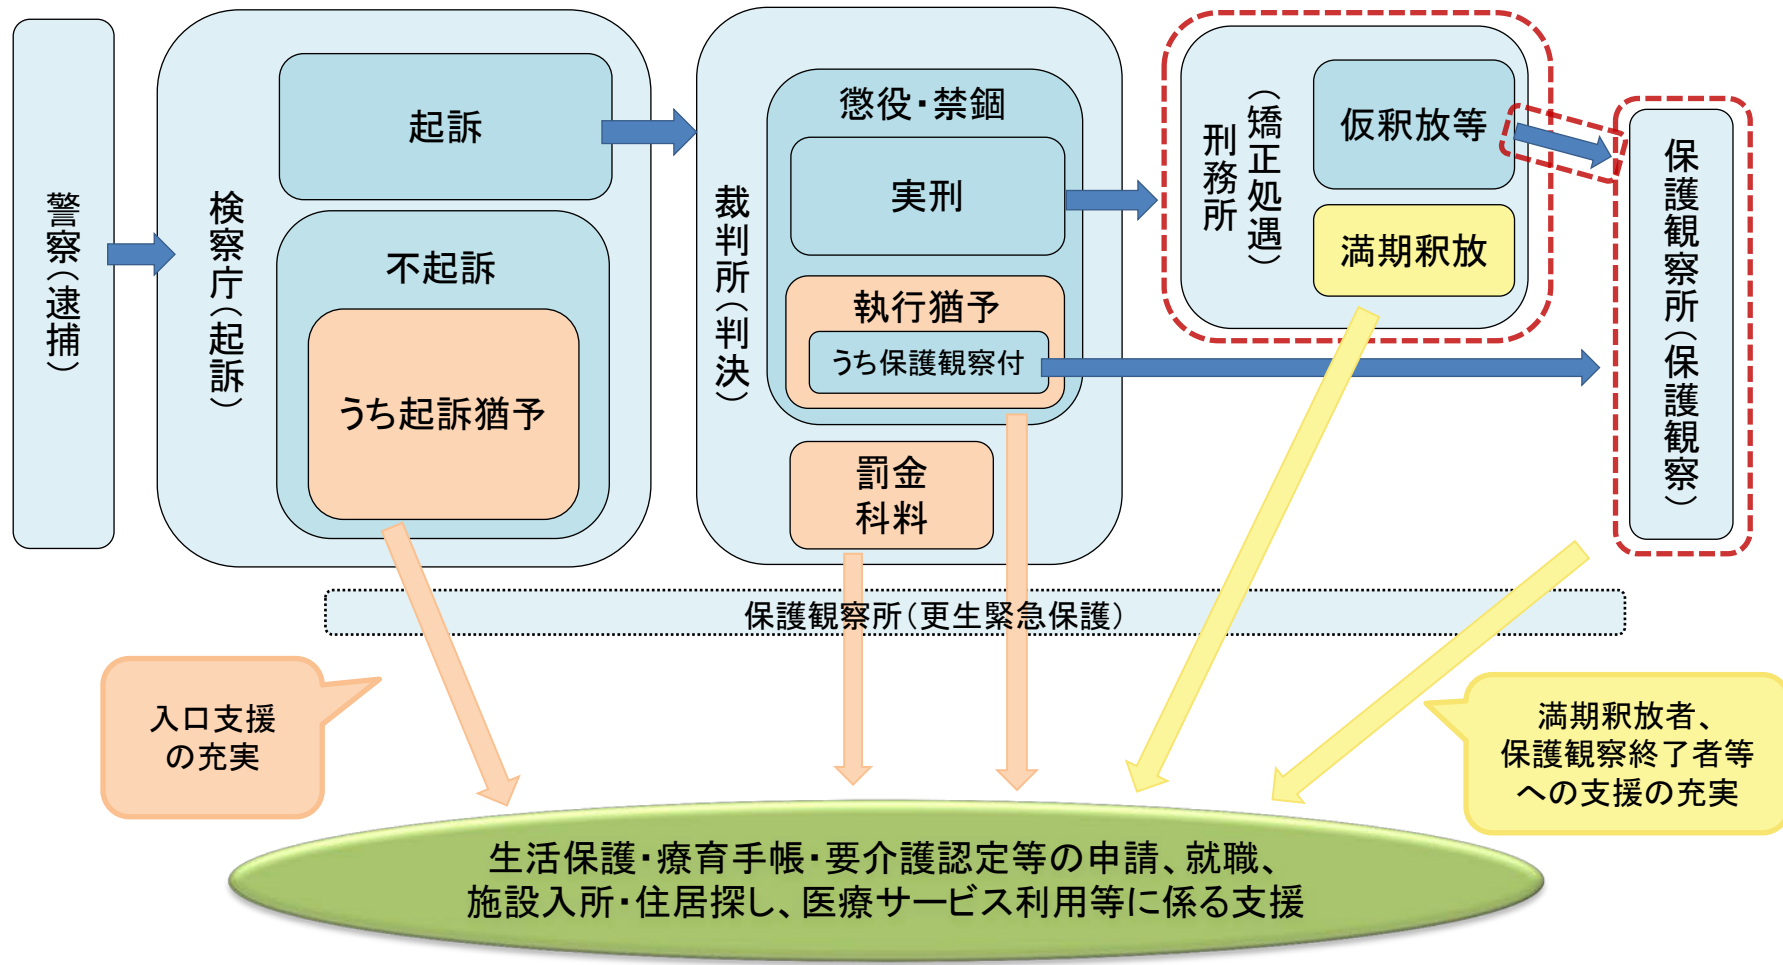 警察（逮捕）
検察庁（起訴）
起訴
不起訴
うち起訴猶予
裁判所（判決）
懲役・禁錮
実刑
執行猶予
うち保護観察付
罰金
科料
刑務所
（矯正処遇）
仮釈放等
満期釈放
保護観察所（保護観察）
保護観察所（更生緊急保護）
入口支援
の充実
満期釈放者、
保護観察終了者等
への支援の充実
生活保護・療育手帳・要介護認定等の申請、就職、
施設入所・住居探し、医療サービス利用等に係る支援